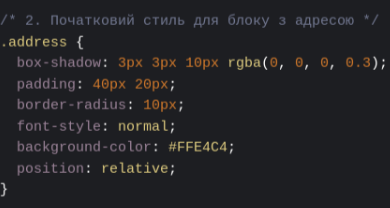 /* 2. Початковий стиль для блоку з адресою */
.address {
  box-shadow: 3px 3px 10px rgba(0, 0, 0, 0.3);
  padding: 40px 20px;
  border-radius: 10px;
  font-style: normal;
  background-color: #FFE4C4;
  position: relative;
}